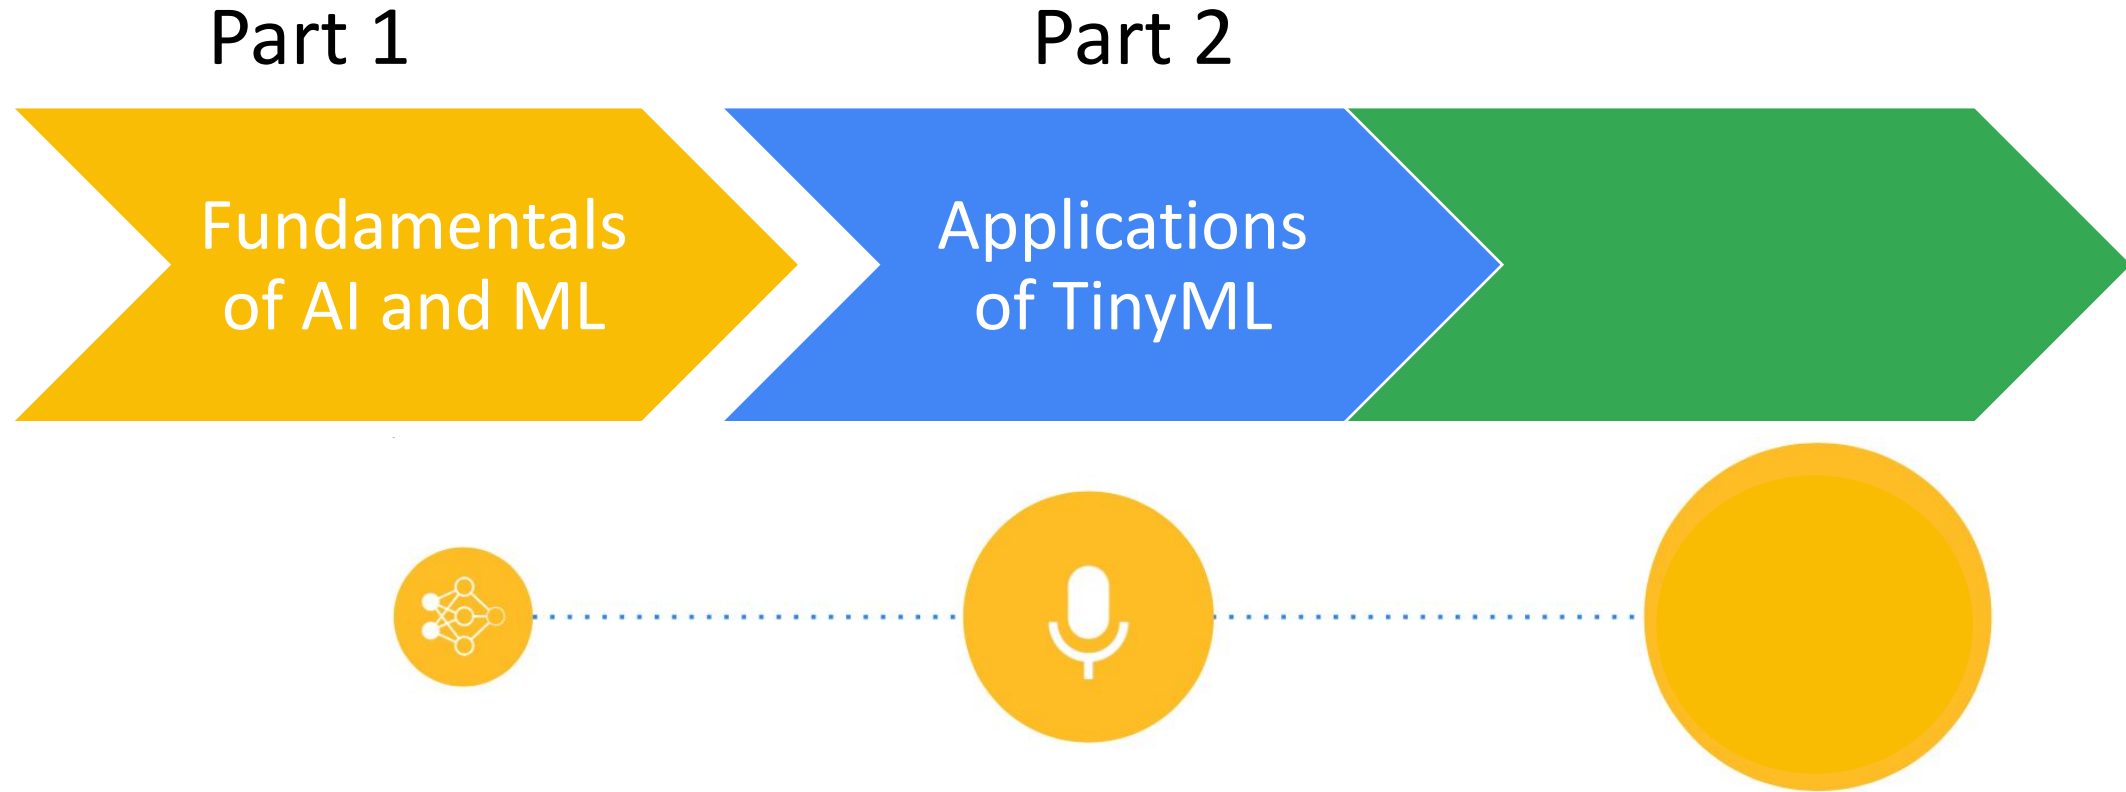 Part 1
Part 2
Fundamentals
of AI and ML
Applications
of TinyML